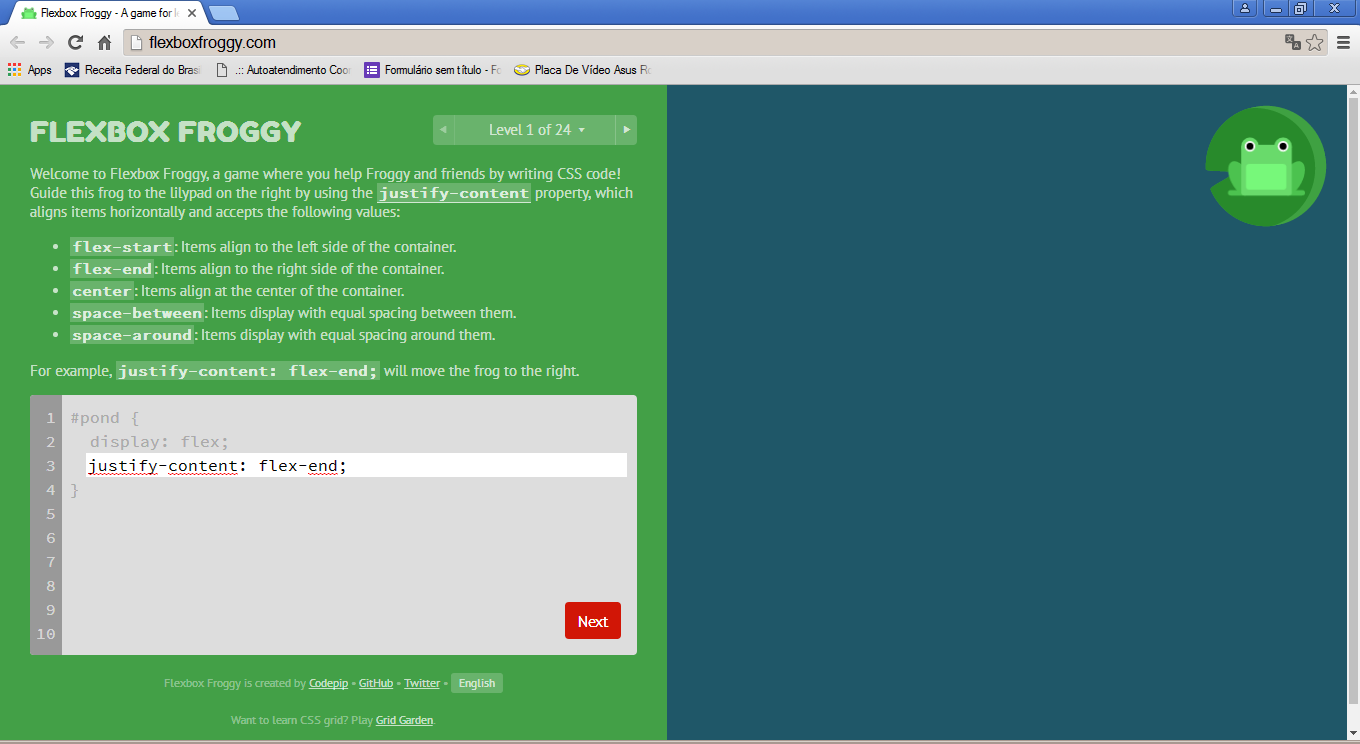 Flexbox Froggy - A game for
flexboxfroggy.com
Apps
Receita Federal do Brasi
.:: Autoatendimento Coor
Formulário sem título - Fo
Placa De Vídeo Asus Ro
FLEXBOX FROGGY
Level 1 of 24
Welcome to Flexbox Froggy, a game where you help Froggy and friends by writing CSS code!
Guide this frog to the lilypad on the right by using the justify-content property, which
aligns items horizontally and accepts the following values:
• flex-start: Items align to the left side of the container.
• flex-end: Items align to the right side of the container.
• center: Items align at the center of the container.
• space-between: Items display with equal spacing between them.
• space-around: Items display with equal spacing around them.
For example, justify-content: flex-end; will move the frog to the right.
1 #pond {
2 display: flex;
3 justify-content: flex-end;
4 }
5
6
7
8
9
10
Next
Flexbox Froggy is created by Codepip • GitHub • Twitter • English
Want to learn CSS grid? Play Grid Garden.